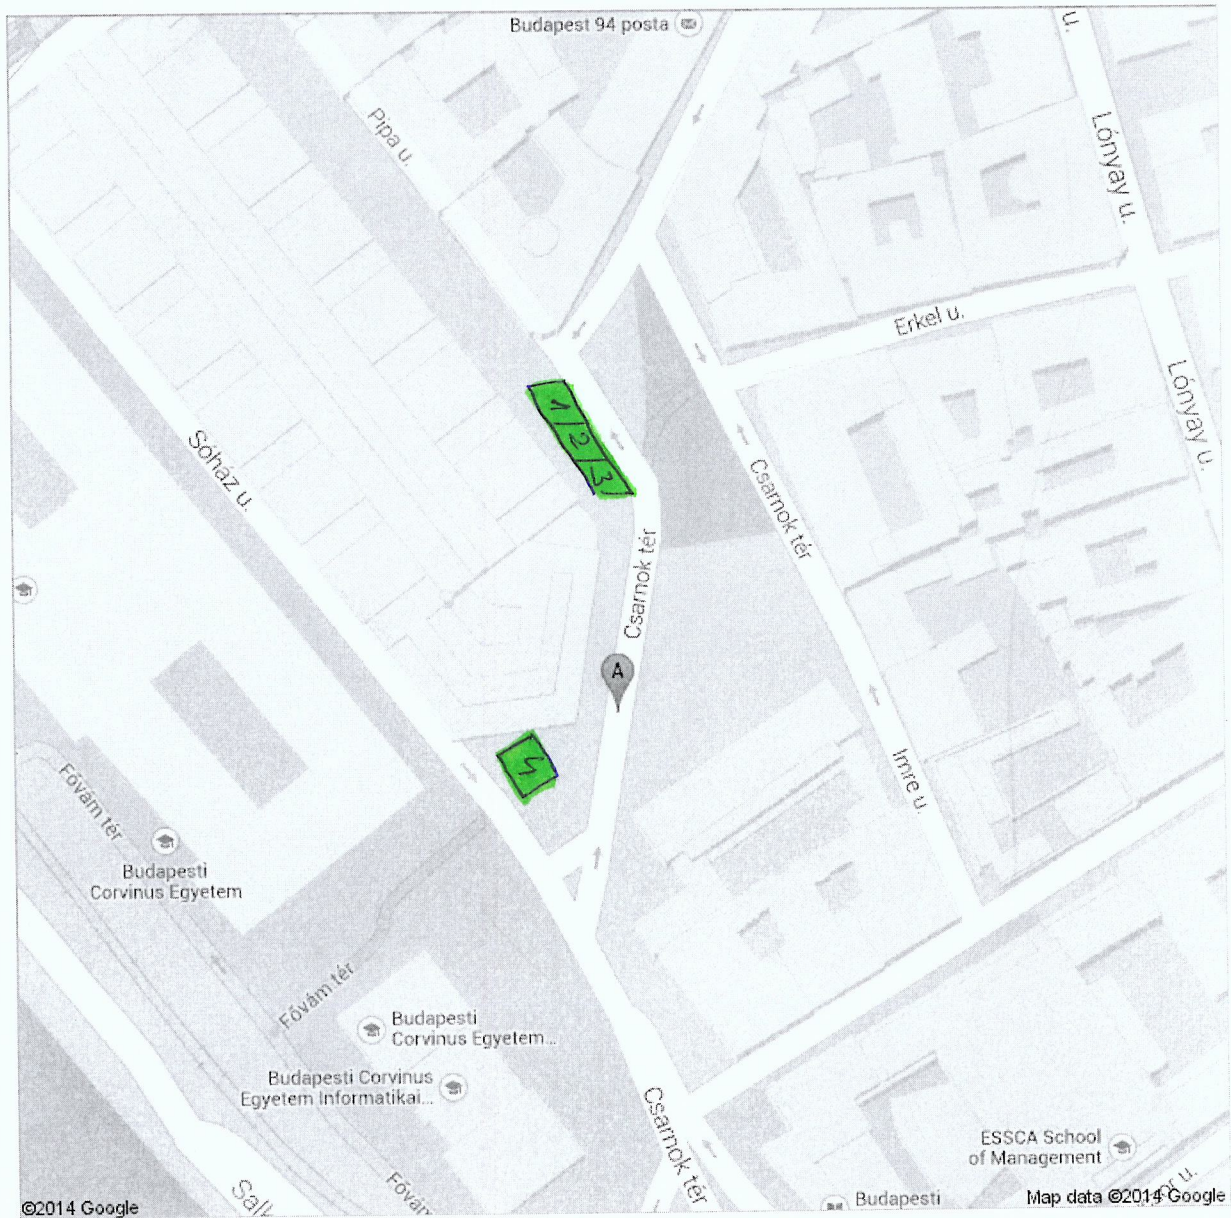 Budapest 94 posta
u.
Pipa u.
Lónyay u.
Erkel u.
Lónyay u.
1
2
3
Sóház u.
Csarnok tér
Csarnok tér
A
4
Imre u.
Fővám tér
Budapesti
Corvinus Egyetem
Fővám tér
Budapesti
Corvinus Egyetem...
Budapesti Corvinus
Egyetem Informatikai...
Csarnok tér
ESSCA School
of Management
Fővám
Budapesti
©2014 Google
Map data ©2014 Google